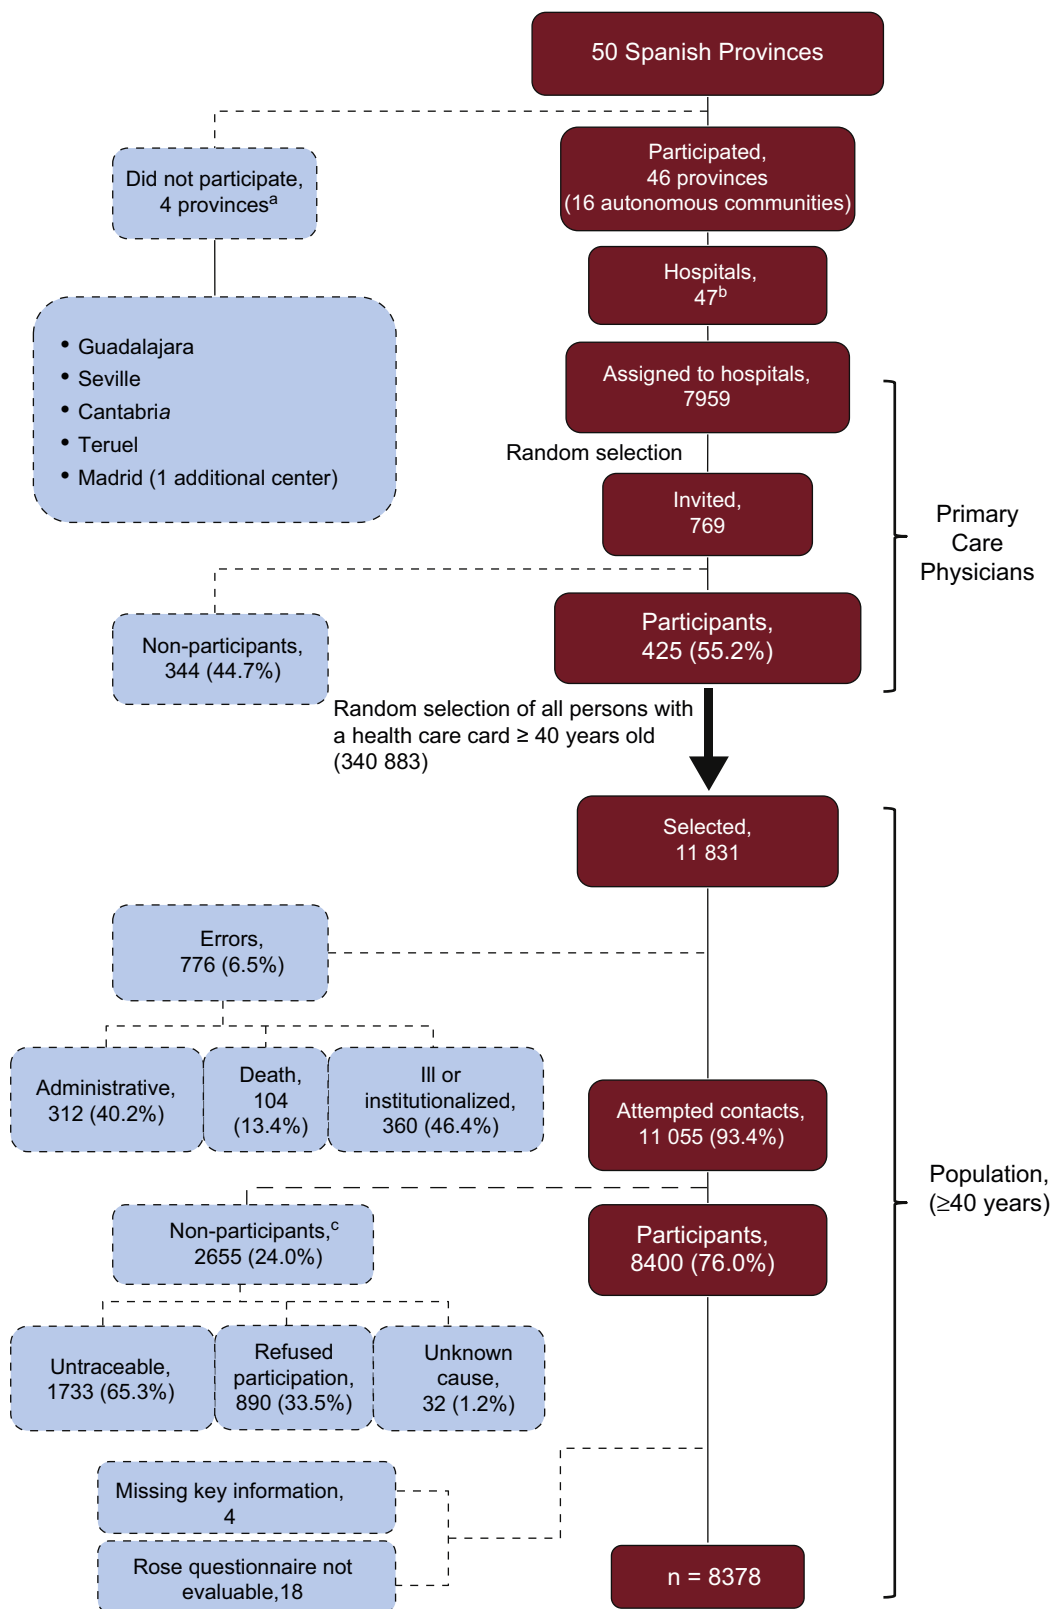 50 Spanish Provinces
Participated,
46 provinces
(16 autonomous communities)
Did not participate,
4 provincesa
Hospitals,
47b
• Guadalajara
• Seville
• Cantabria
• Teruel
• Madrid (1 additional center)
Assigned to hospitals,
7959
Random selection
Invited,
769
Primary
Care
Physicians
Participants,
425 (55.2%)
Non-participants,
344 (44.7%)
Random selection of all persons with
a health care card ≥ 40 years old
(340 883)
Selected,
11 831
Errors,
776 (6.5%)
Administrative,
312 (40.2%)
Death,
104
(13.4%)
Ill or
institutionalized,
360 (46.4%)
Attempted contacts,
11 055 (93.4%)
Population,
(≥40 years)
Non-participants,c
2655 (24.0%)
Participants,
8400 (76.0%)
Untraceable,
1733 (65.3%)
Refused
participation,
890 (33.5%)
Unknown
cause,
32 (1.2%)
Missing key information,
4
Rose questionnaire not
evaluable,18
n = 8378